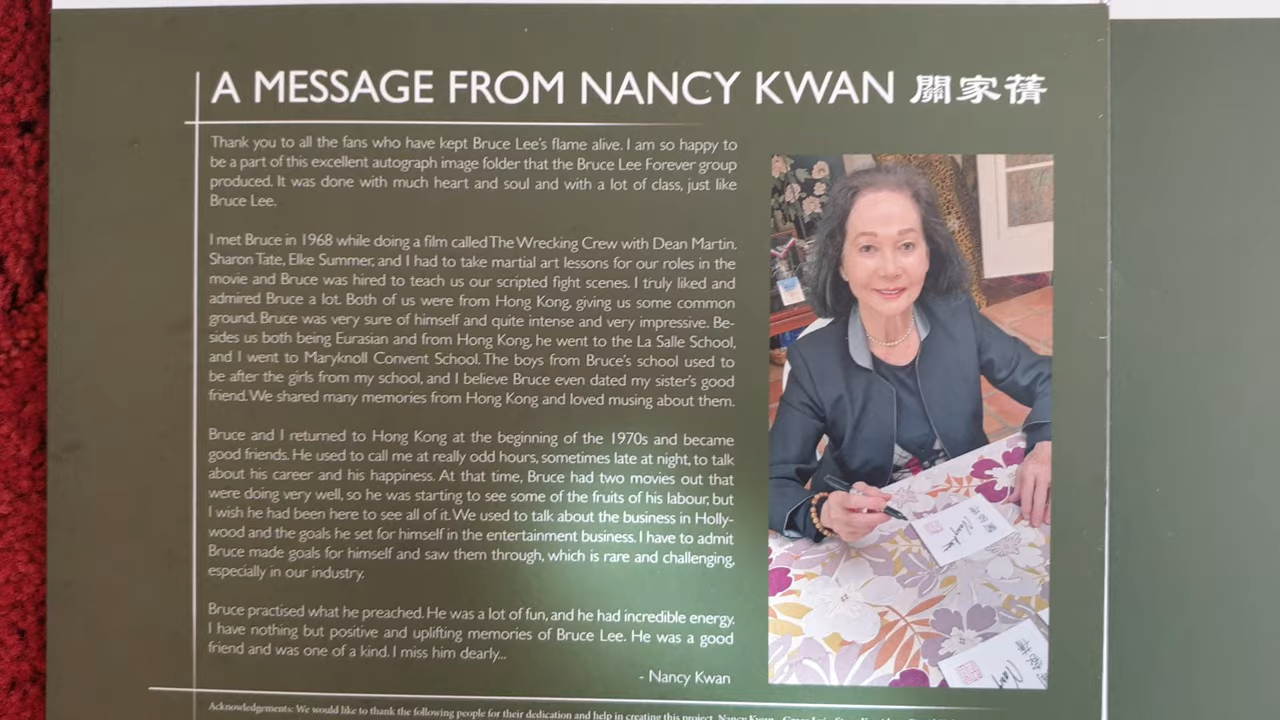 A MESSAGE FROM NANCY KWAN 關家蒨
Thank you to all the fans who have kept Bruce Lee's flame alive. I am so happy to
be a part of this excellent autograph image folder that the Bruce Lee Forever group
produced. It was done with much heart and soul and with a lot of class, just like
Bruce Lee.
I met Bruce in 1968 while doing a film called The Wrecking Crew with Dean Martin.
Sharon Tate, Elke Summer, and I had to take martial art lessons for our roles in the
movie and Bruce was hired to teach us our scripted fight scenes. I truly liked and
admired Bruce a lot. Both of us were from Hong Kong, giving us some common
ground. Bruce was very sure of himself and quite intense and very impressive. Be-
sides us both being Eurasian and from Hong Kong, he went to the La Salle School,
and I went to Maryknoll Convent School. The boys from Bruce's school used to
be after the girls from my school, and I believe Bruce even dated my sister's good
friend. We shared many memories from Hong Kong and loved musing about them.
Bruce and I returned to Hong Kong at the beginning of the 1970s and became
good friends. He used to call me at really odd hours, sometimes late at night, to talk
about his career and his happiness. At that time, Bruce had two movies out that
were doing very well, so he was starting to see some of the fruits of his labour, but
I wish he had been here to see all of it. We used to talk about the business in Holly-
wood and the goals he set for himself in the entertainment business. I have to admit
Bruce made goals for himself and saw them through, which is rare and challenging,
especially in our industry.
Bruce practised what he preached. He was a lot of fun, and he had incredible energy.
I have nothing but positive and uplifting memories of Bruce Lee. He was a good
friend and was one of a kind. I miss him dearly...
- Nancy Kwan
Acknowledgements: We would like to thank the following people for their dedication and help in creating this project. Nancy Kwan